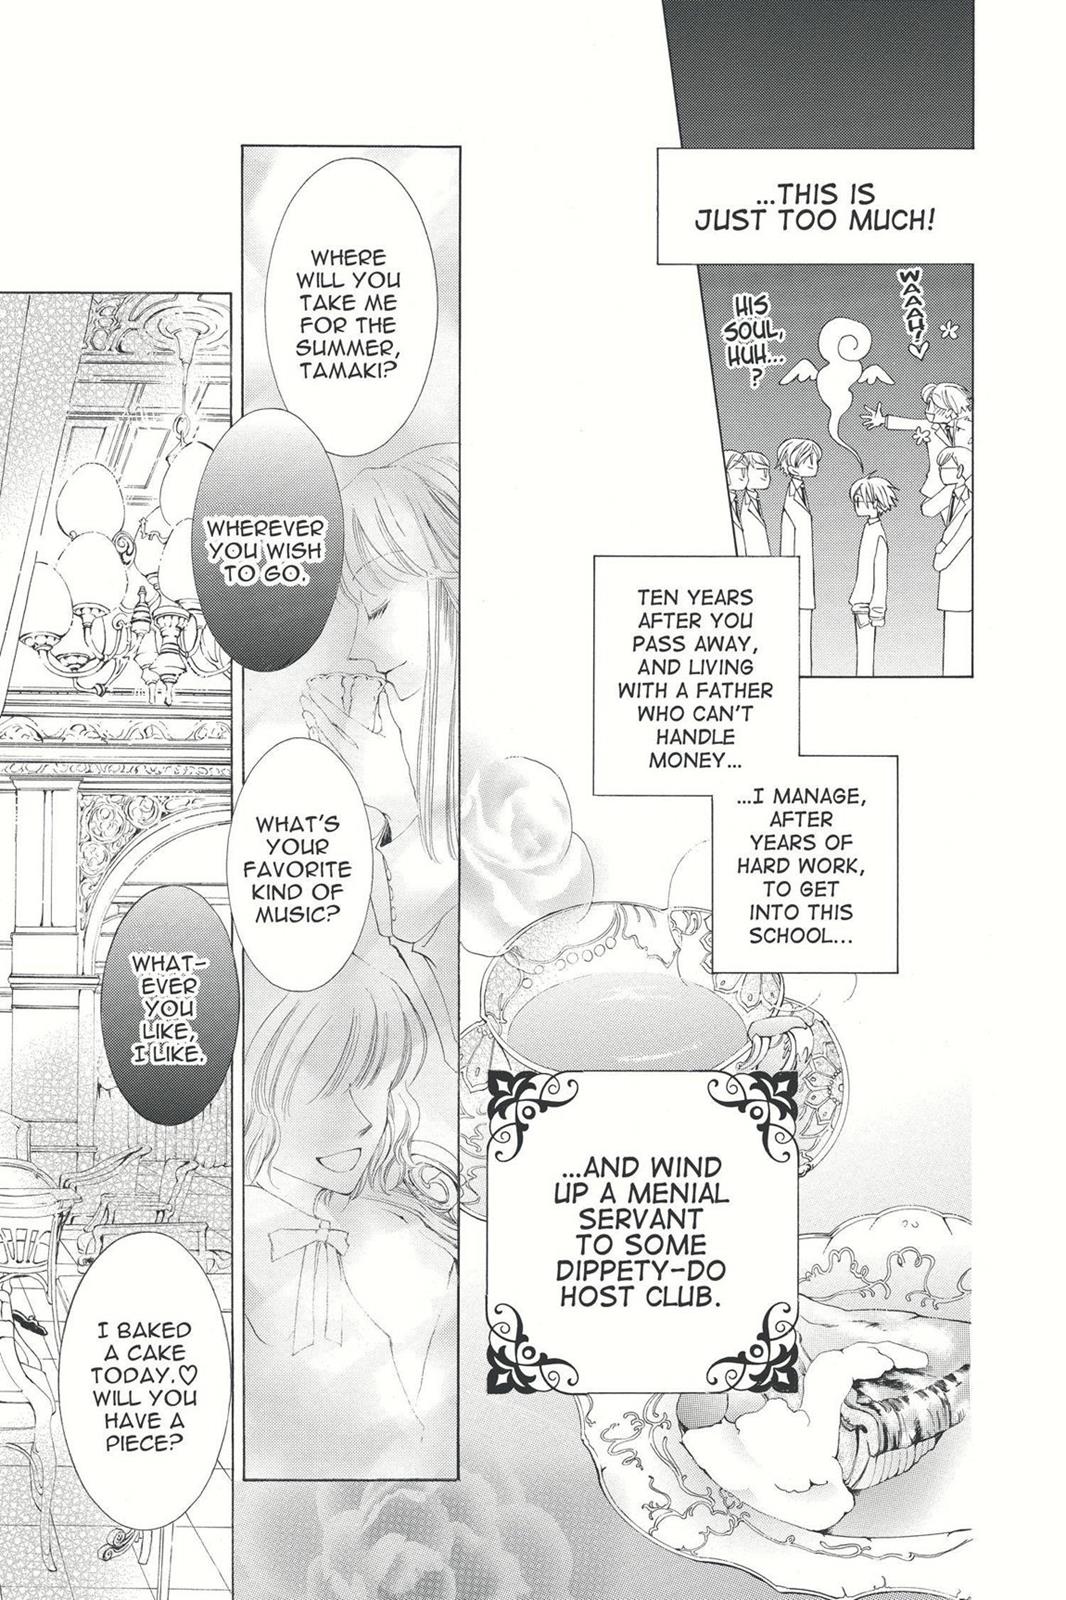 ...THIS IS
JUST TOO MUCH!
WAAAH!♡
HIS
SOUL,
HUH...
?
TEN YEARS
AFTER YOU
PASS AWAY,
AND LIVING
WITH A FATHER
WHO CAN'T
HANDLE
MONEY...
...I MANAGE,
AFTER
YEARS OF
HARD WORK,
TO GET
INTO THIS
SCHOOL...
...AND WIND
UP A MENIAL
SERVANT
TO SOME
DIPPETY-DO
HOST CLUB.
WHERE
WILL YOU
TAKE ME
FOR THE
SUMMER,
TAMAKI?
WHEREVER
YOU WISH
TO GO.
WHAT'S
YOUR
FAVORITE
KIND OF
MUSIC?
WHAT-
EVER
YOU
LIKE,
I LIKE.
I BAKED
A CAKE
TODAY.♡
WILL YOU
HAVE A
PIECE?